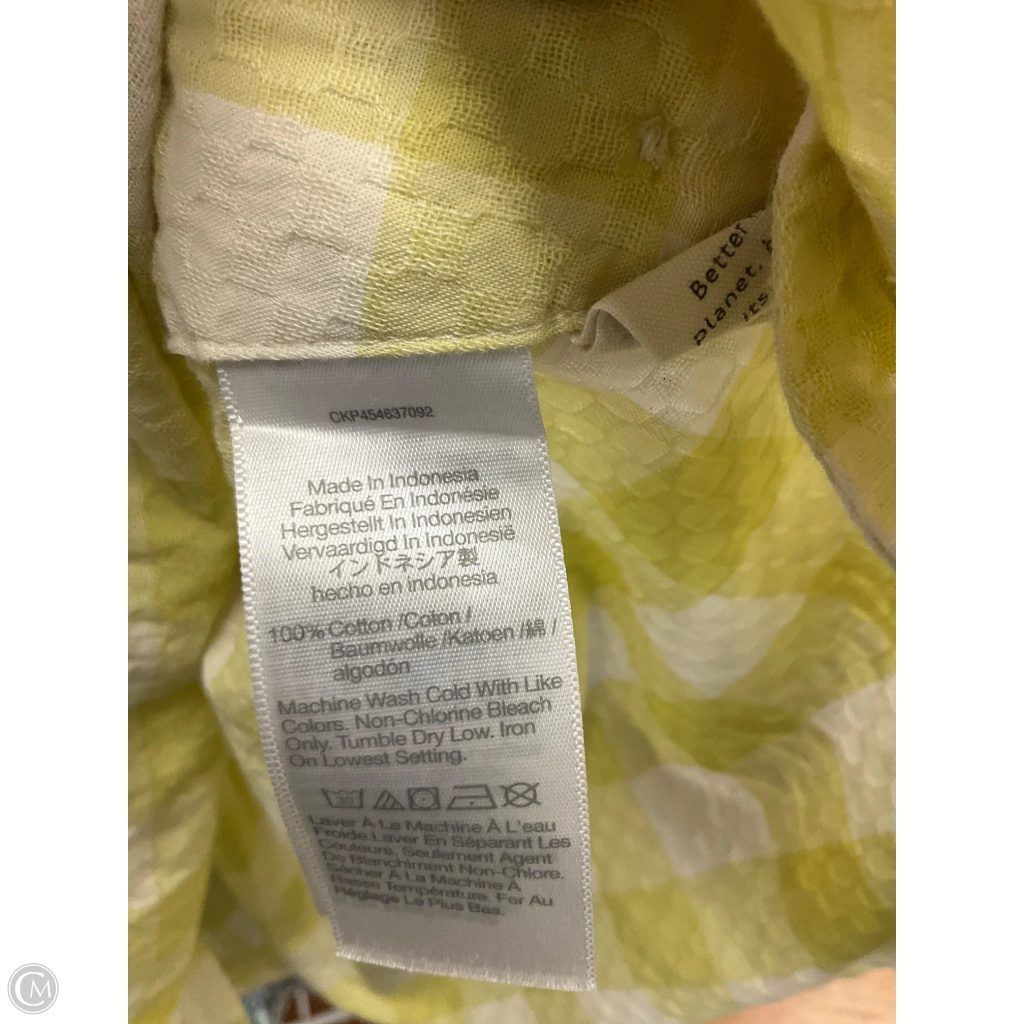 Better
planet,
its
CKP454637092
Made In Indonesia
Fabriqué En Indonésie
Hergestellt In Indonesien
Vervaardigd In Indonesië
インドネシア製
hecho en indonesia
100% Cotton /Coton /
Baumwolle /Katoen /綿 /
algodón
Machine Wash Cold With Like
Colors. Non-Chlorine Bleach
Only. Tumble Dry Low. Iron
On Lowest Setting.
30
Laver À La Machine À L'eau
Froide.Laver En Séparant Les
Couleurs. Seulement Agent
De Blanchiment Non-Chlore.
Sécher À La Machine À
Basse Température. Fer Au
Réglage Le Plus Bas.
CM